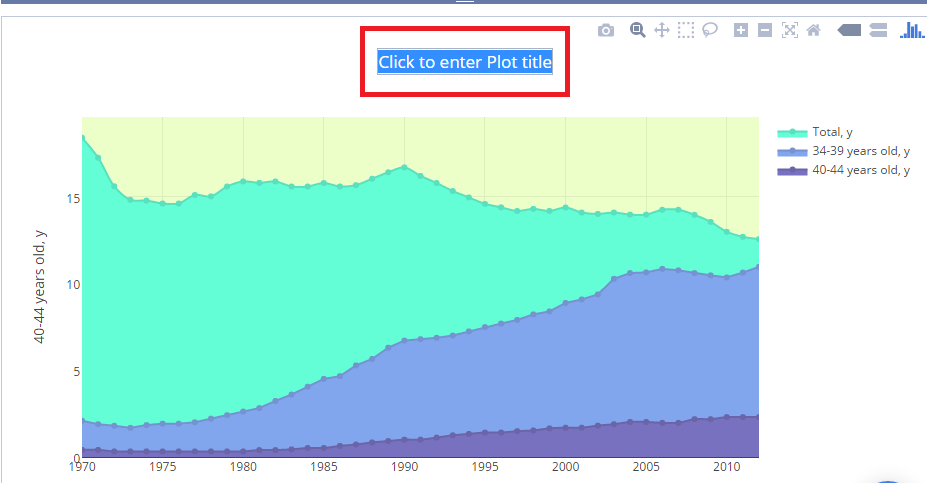 Click to enter Plot title
Total, y
34-39 years old, y
40-44 years old, y
15
10
5
0
40-44 years old, y
1970 1975 1980 1985 1990 1995 2000 2005 2010